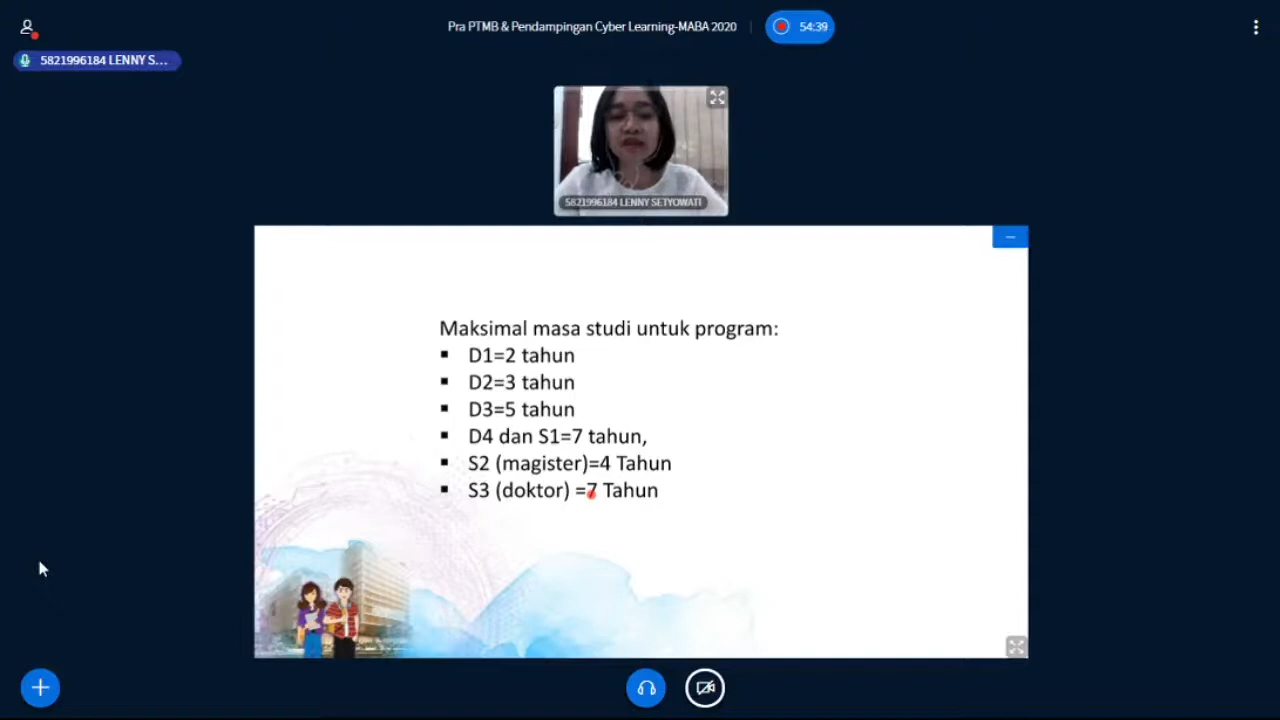 Pra PTMB & Pendampingan Cyber Learning-MABA 2020
54:39
5821996184 LENNY S...
5821996184 LENNY SETYOWATI
Maksimal masa studi untuk program:
D1=2 tahun
D2=3 tahun
D3=5 tahun
D4 dan S1=7 tahun,
S2 (magister)=4 Tahun
S3 (doktor) =7 Tahun